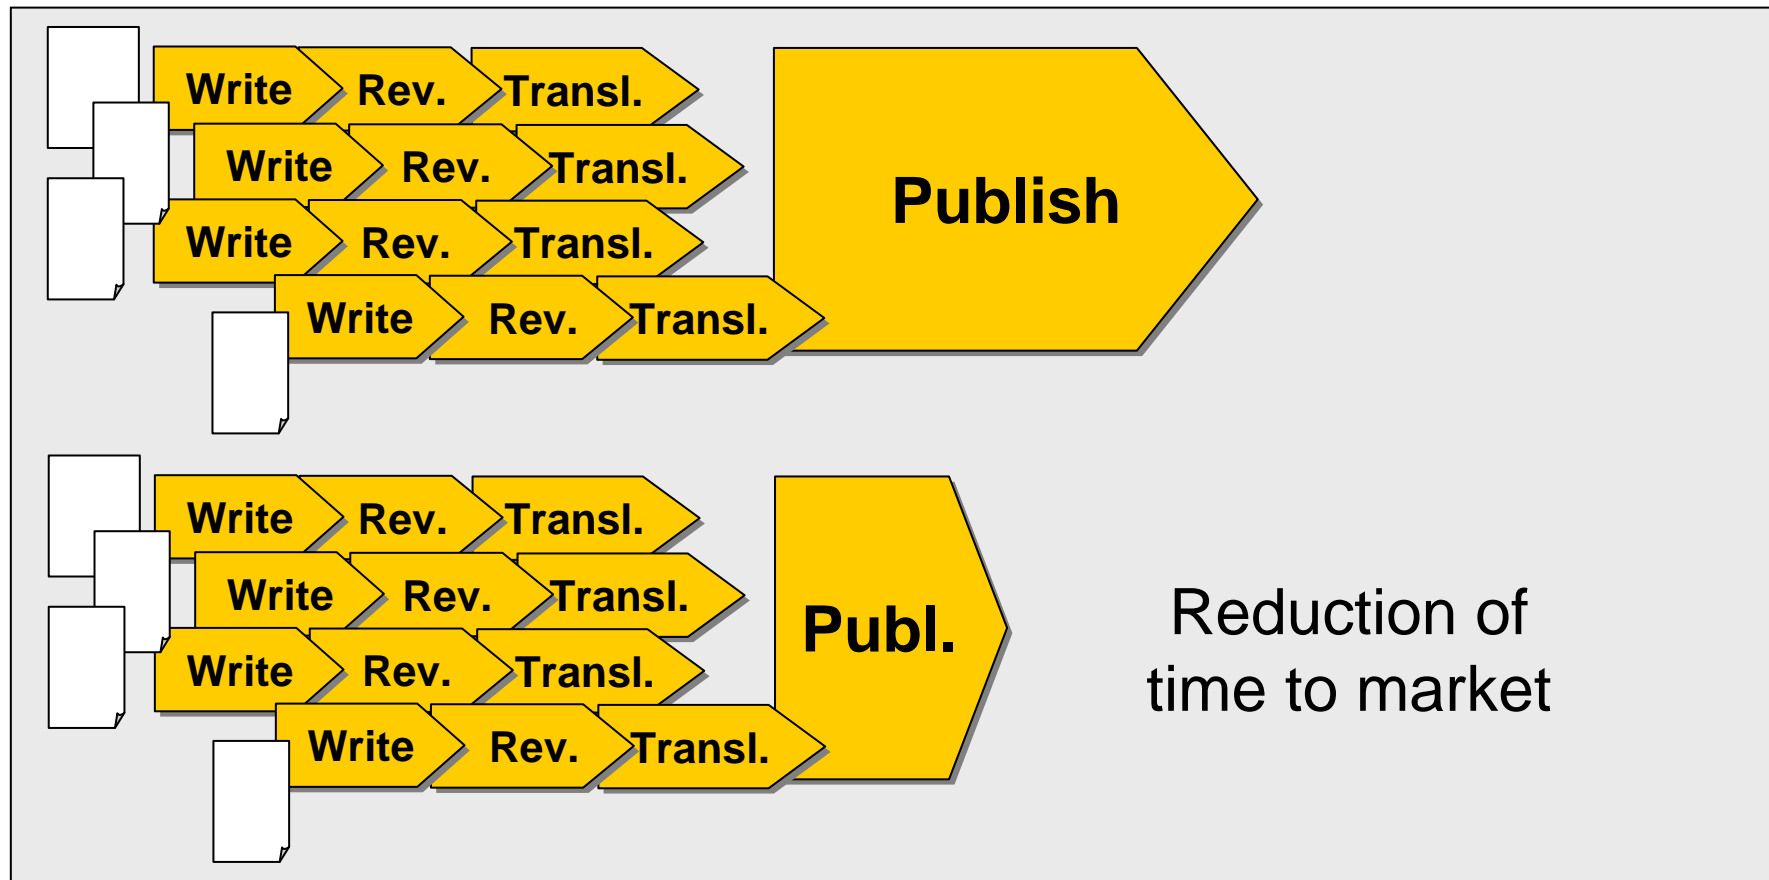 Write Rev. Transl.
Write Rev. Transl.
Publish
Write Rev. Transl.
Write Rev. Transl.
Write Rev. Transl.
Write Rev. Transl.
Publ.
Reduction of
time to market
Write Rev. Transl.
Write Rev. Transl.